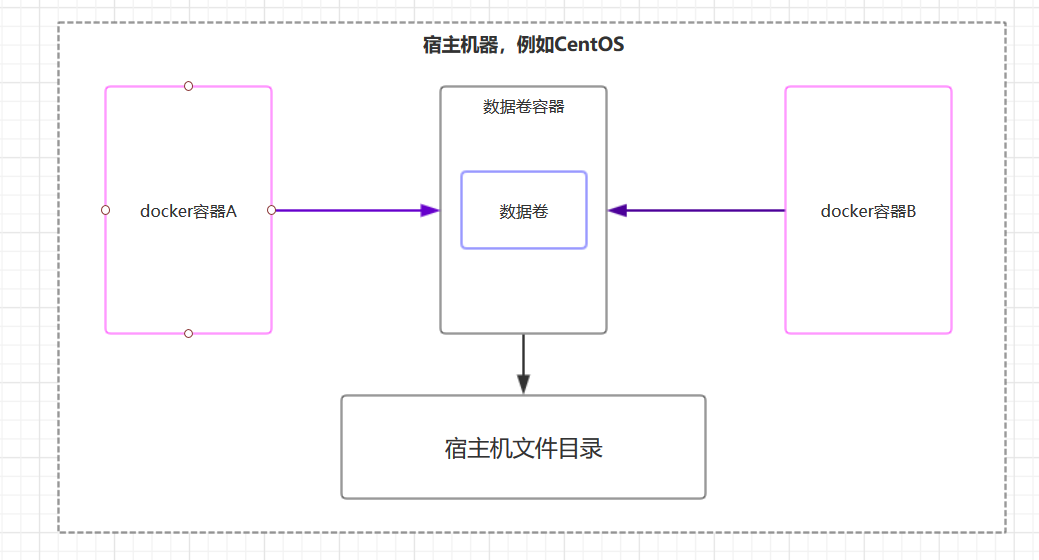 宿主机器，例如CentOS
数据卷容器
docker容器A
数据卷
docker容器B
宿主机文件目录